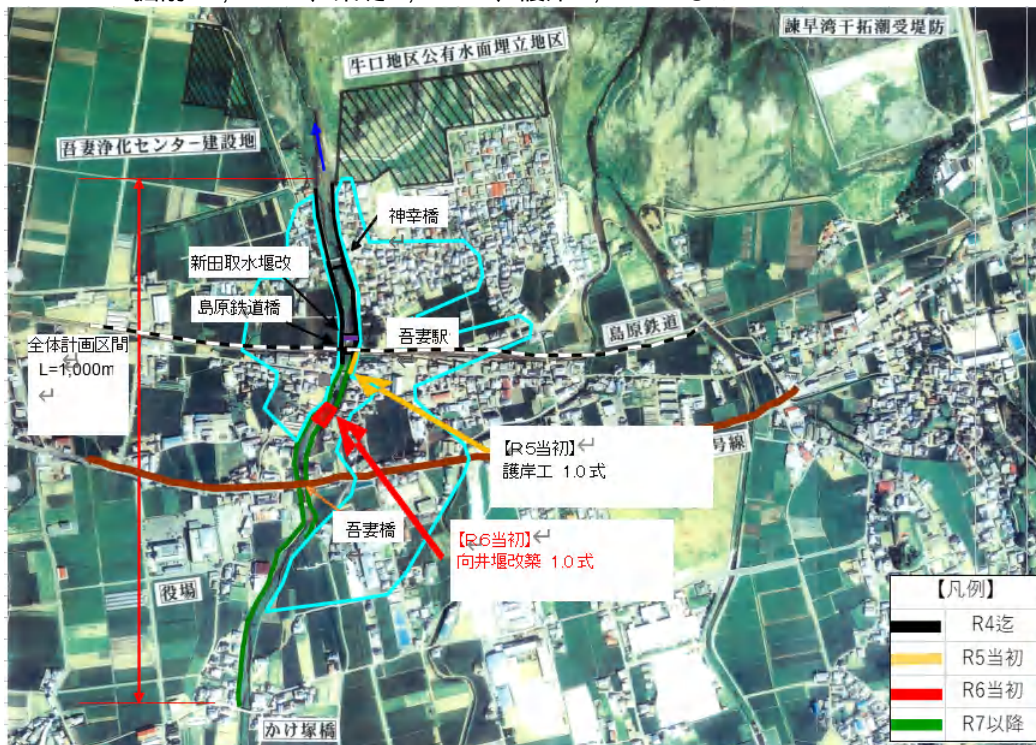 諫早湾干拓潮受堤防
牛口地区公有水面埋立地区
吾妻浄化センター建設地
神幸橋
新田取水堰改
島原鉄道橋
吾妻駅
島原鉄道
全体計画区間
L=1,000m
【R5当初】
護岸工 1.0式
号線
吾妻橋
【R6当初】
向井堰改築 1.0式
役場
かけ塚橋
【凡例】
R4迄
R5当初
R6当初
R7以降